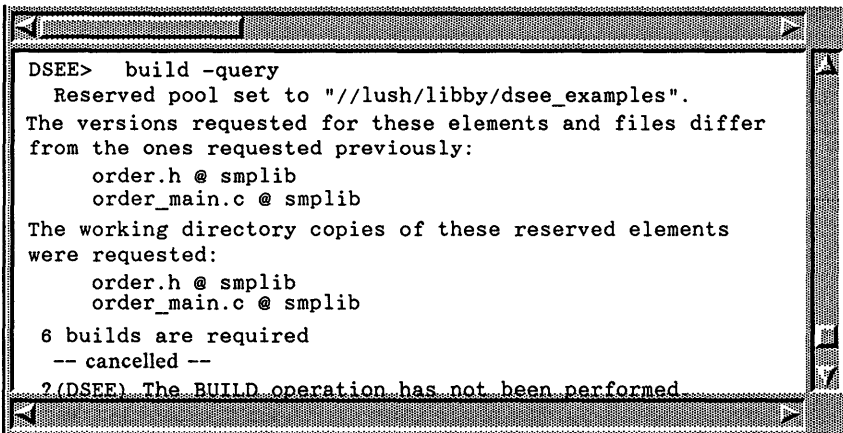 DSEE> build -query
Reserved pool set to "//lush/libby/dsee_examples".
The versions requested for these elements and files differ
from the ones requested previously:
order.h @ smplib
order_main.c @ smplib
The working directory copies of these reserved elements
were requested:
order.h @ smplib
order_main.c @ smplib
6 builds are required
-- cancelled --
?(DSEE) The BUILD operation has not been performed.